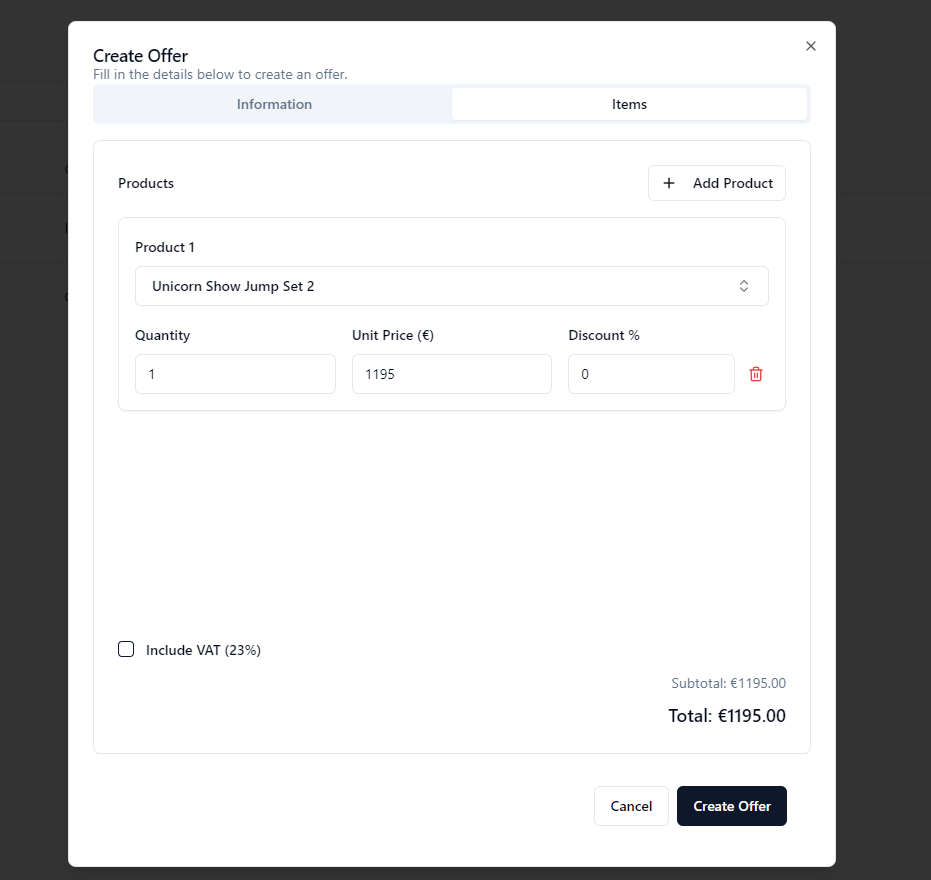 Create Offer
Fill in the details below to create an offer.
Information Items
Products + Add Product
Product 1
Unicorn Show Jump Set 2
Quantity Unit Price (€) Discount %
1 1195 0
Include VAT (23%)
Subtotal: €1195.00
Total: €1195.00
Cancel Create Offer